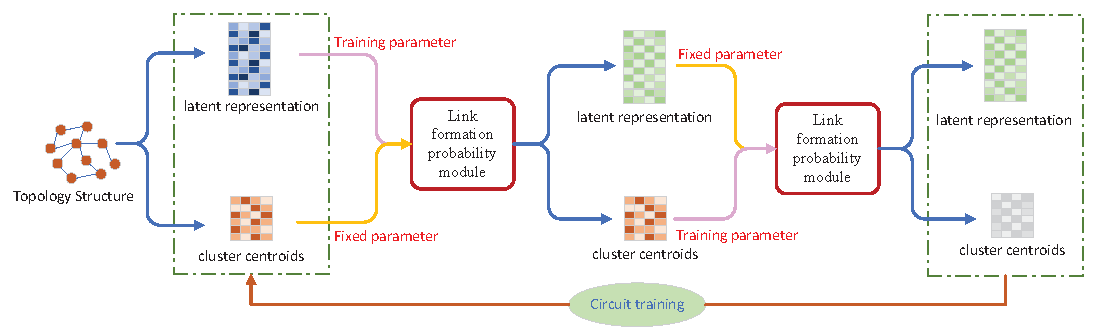 Topology Structure
latent representation
cluster centroids
Training parameter
Fixed parameter
Link
formation
probability
module
latent representation
cluster centroids
Fixed parameter
Training parameter
Link
formation
probability
module
latent representation
cluster centroids
Circuit training